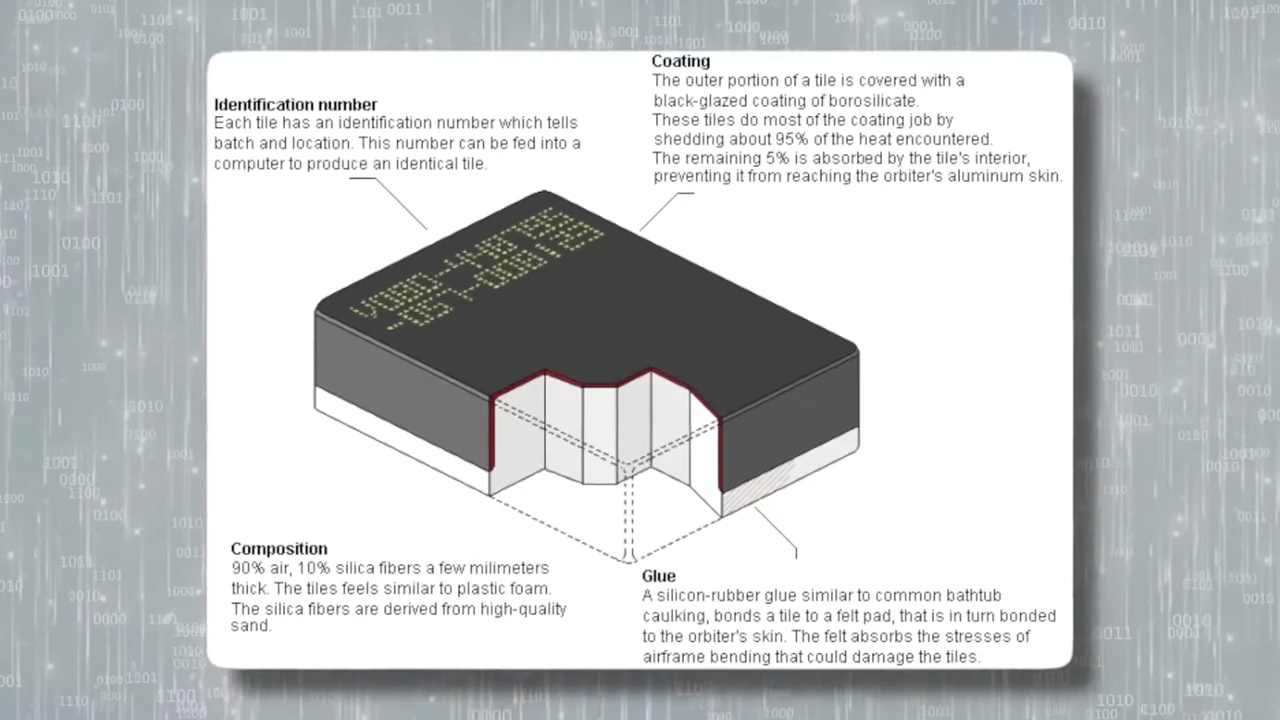 Identification number
Each tile has an identification number which tells
batch and location. This number can be fed into a
computer to produce an identical tile.
Coating
The outer portion of a tile is covered with a
black-glazed coating of borosilicate.
These tiles do most of the coating job by
shedding about 95% of the heat encountered.
The remaining 5% is absorbed by the tile's interior,
preventing it from reaching the orbiter's aluminum skin.
Composition
90% air, 10% silica fibers a few milimeters
thick. The tiles feels similar to plastic foam.
The silica fibers are derived from high-quality
sand.
Glue
A silicon-rubber glue similar to common bathtub
caulking, bonds a tile to a felt pad, that is in turn bonded
to the orbiter's skin. The felt absorbs the stresses of
airframe bending that could damage the tiles.